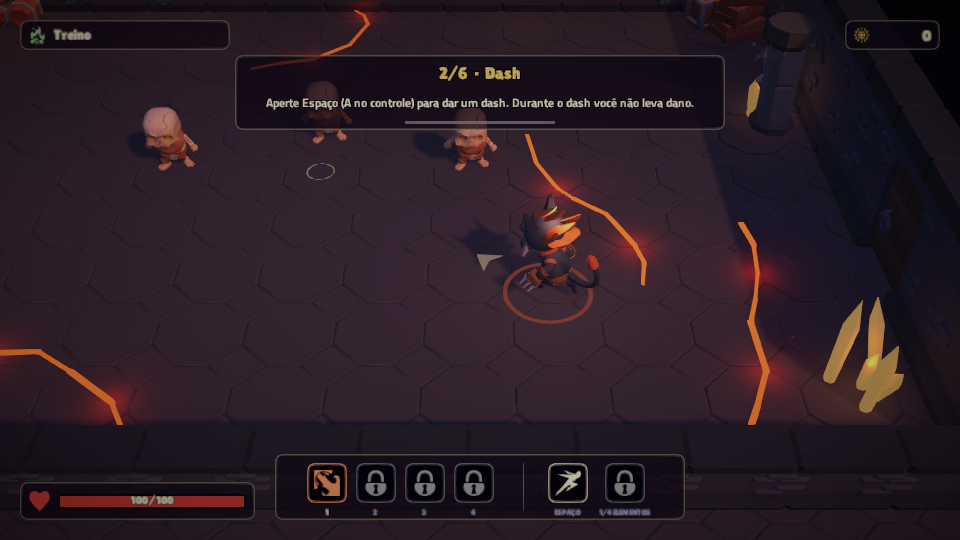 Treino
0
2/6 · Dash
Aperte Espaço (A no controle) para dar um dash. Durante o dash você não leva dano.
100/100
1
2
3
4
ESPAÇO
1/4 ELEMENTOS